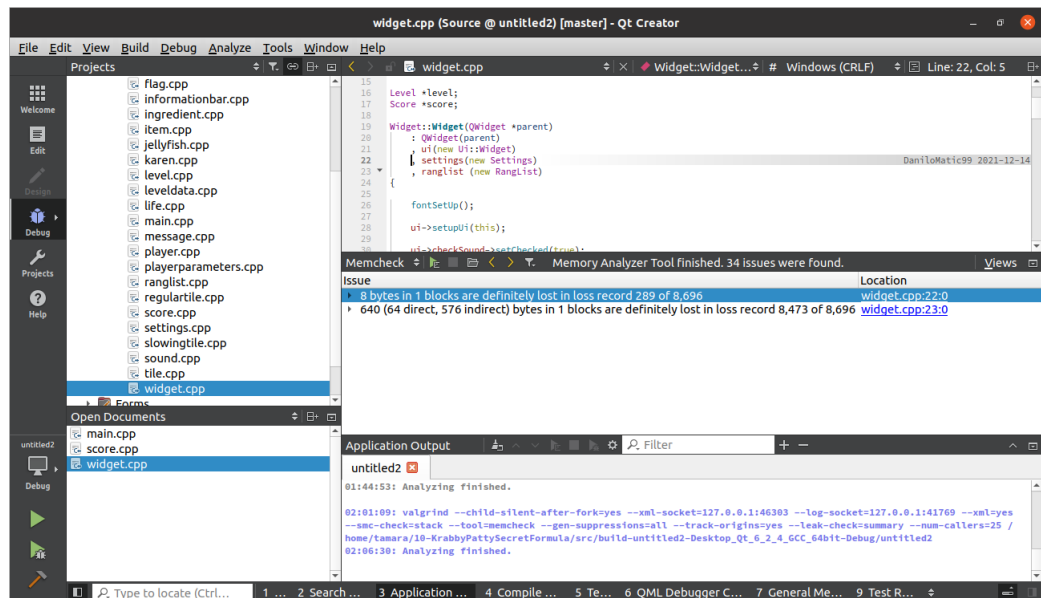 widget.cpp (Source @ untitled2) [master] - Qt Creator
File Edit View Build Debug Analyze Tools Window Help
Projects
widget.cpp
Widget::Widget...
# Windows (CRLF)
Line: 22, Col: 5
Welcome
Edit
Design
Debug
Projects
Help
flag.cpp
informationbar.cpp
ingredient.cpp
item.cpp
jellyfish.cpp
karen.cpp
level.cpp
leveldata.cpp
life.cpp
main.cpp
message.cpp
player.cpp
playerparameters.cpp
ranglist.cpp
regulartile.cpp
score.cpp
settings.cpp
slowingtile.cpp
sound.cpp
tile.cpp
widget.cpp
Forms
15
16 Level *level;
17 Score *score;
18
19 Widget::Widget(QWidget *parent)
20 : QWidget(parent)
21 , ui(new Ui::Widget)
22 , settings(new Settings) DaniloMatic99 2021-12-14
23 , ranglist (new RangList)
24 {
25
26 fontSetUp();
27
28 ui->setupUi(this);
29
30 ui->checkSound->setChecked(true);
Memcheck Memory Analyzer Tool finished. 34 issues were found. Views
Issue Location
8 bytes in 1 blocks are definitely lost in loss record 289 of 8,696 widget.cpp:22:0
640 (64 direct, 576 indirect) bytes in 1 blocks are definitely lost in loss record 8,473 of 8,696 widget.cpp:23:0
Open Documents
main.cpp
score.cpp
widget.cpp
untitled2
Debug
Application Output Filter
untitled2
01:44:53: Analyzing finished.
02:01:09: valgrind --child-silent-after-fork=yes --xml-socket=127.0.0.1:46303 --log-socket=127.0.0.1:41769 --xml=yes
--smc-check=stack --tool=memcheck --gen-suppressions=all --track-origins=yes --leak-check=summary --num-callers=25 /
home/tamara/10-KrabbyPattySecretFormula/src/build-untitled2-Desktop_Qt_6_2_4_GCC_64bit-Debug/untitled2
02:06:30: Analyzing finished.
Type to locate (Ctrl... 1 ... 2 Search ... 3 Application ... 4 Compile ... 5 Te... 6 QML Debugger C... 7 General Me... 9 Test R...